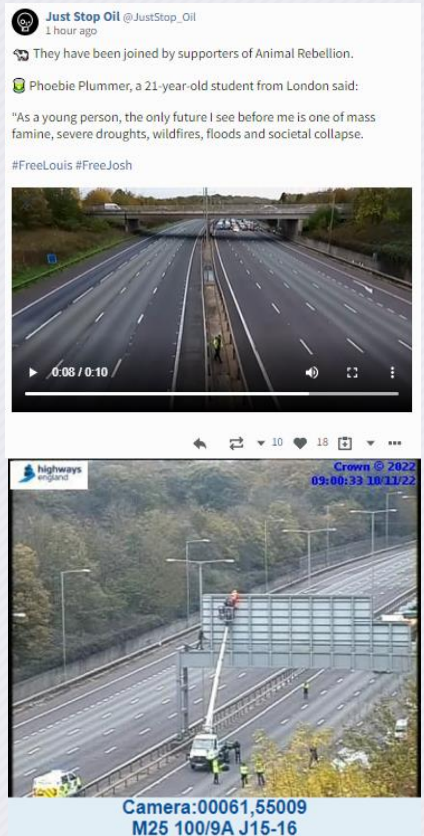 Just Stop Oil @JustStop_Oil
1 hour ago
They have been joined by supporters of Animal Rebellion.
Phoebie Plummer, a 21-year-old student from London said:
"As a young person, the only future I see before me is one of mass
famine, severe droughts, wildfires, floods and societal collapse.
#FreeLouis #FreeJosh
0:08 / 0:10
10 18
highways
england
Crown © 2022
09:00:33 10/11/22
Camera:00061,55009
M25 100/9A J15-16